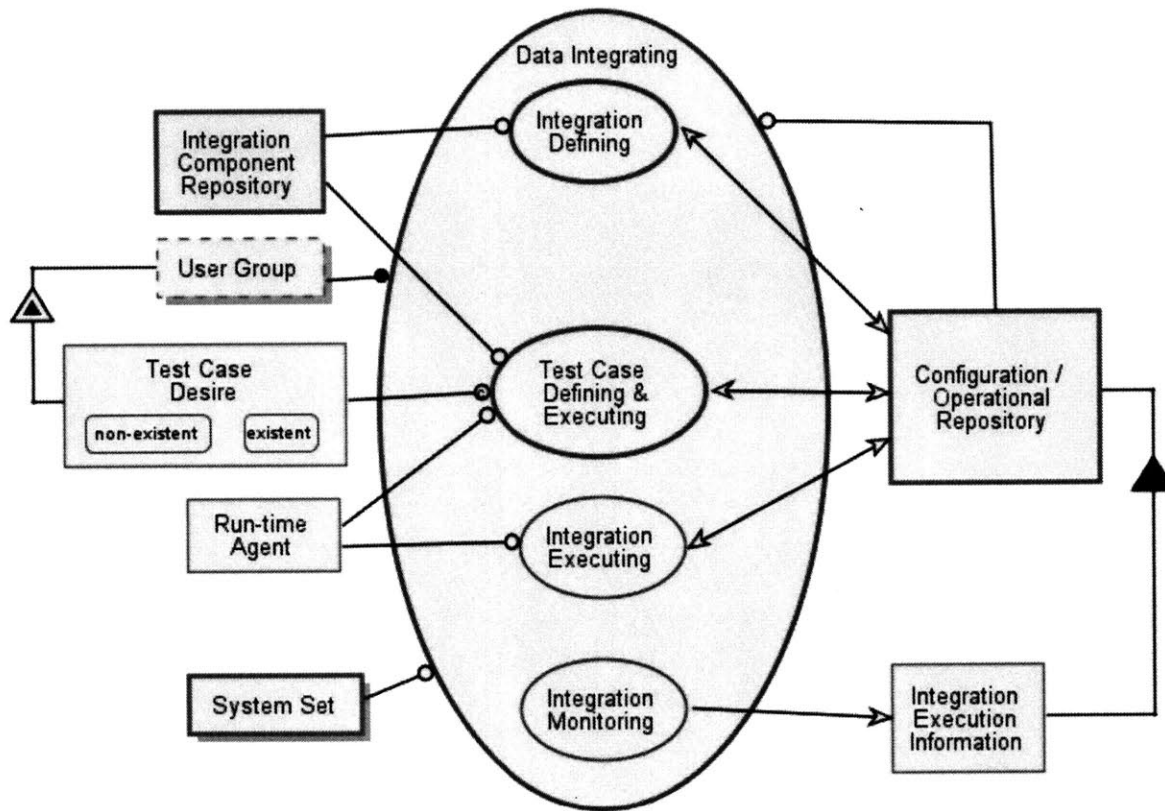 Data Integrating
Integration
Defining
Integration
Component
Repository
User Group
Test Case
Desire
non-existent
existent
Test Case
Defining &
Executing
Configuration /
Operational
Repository
Run-time
Agent
Integration
Executing
System Set
Integration
Monitoring
Integration
Execution
Information